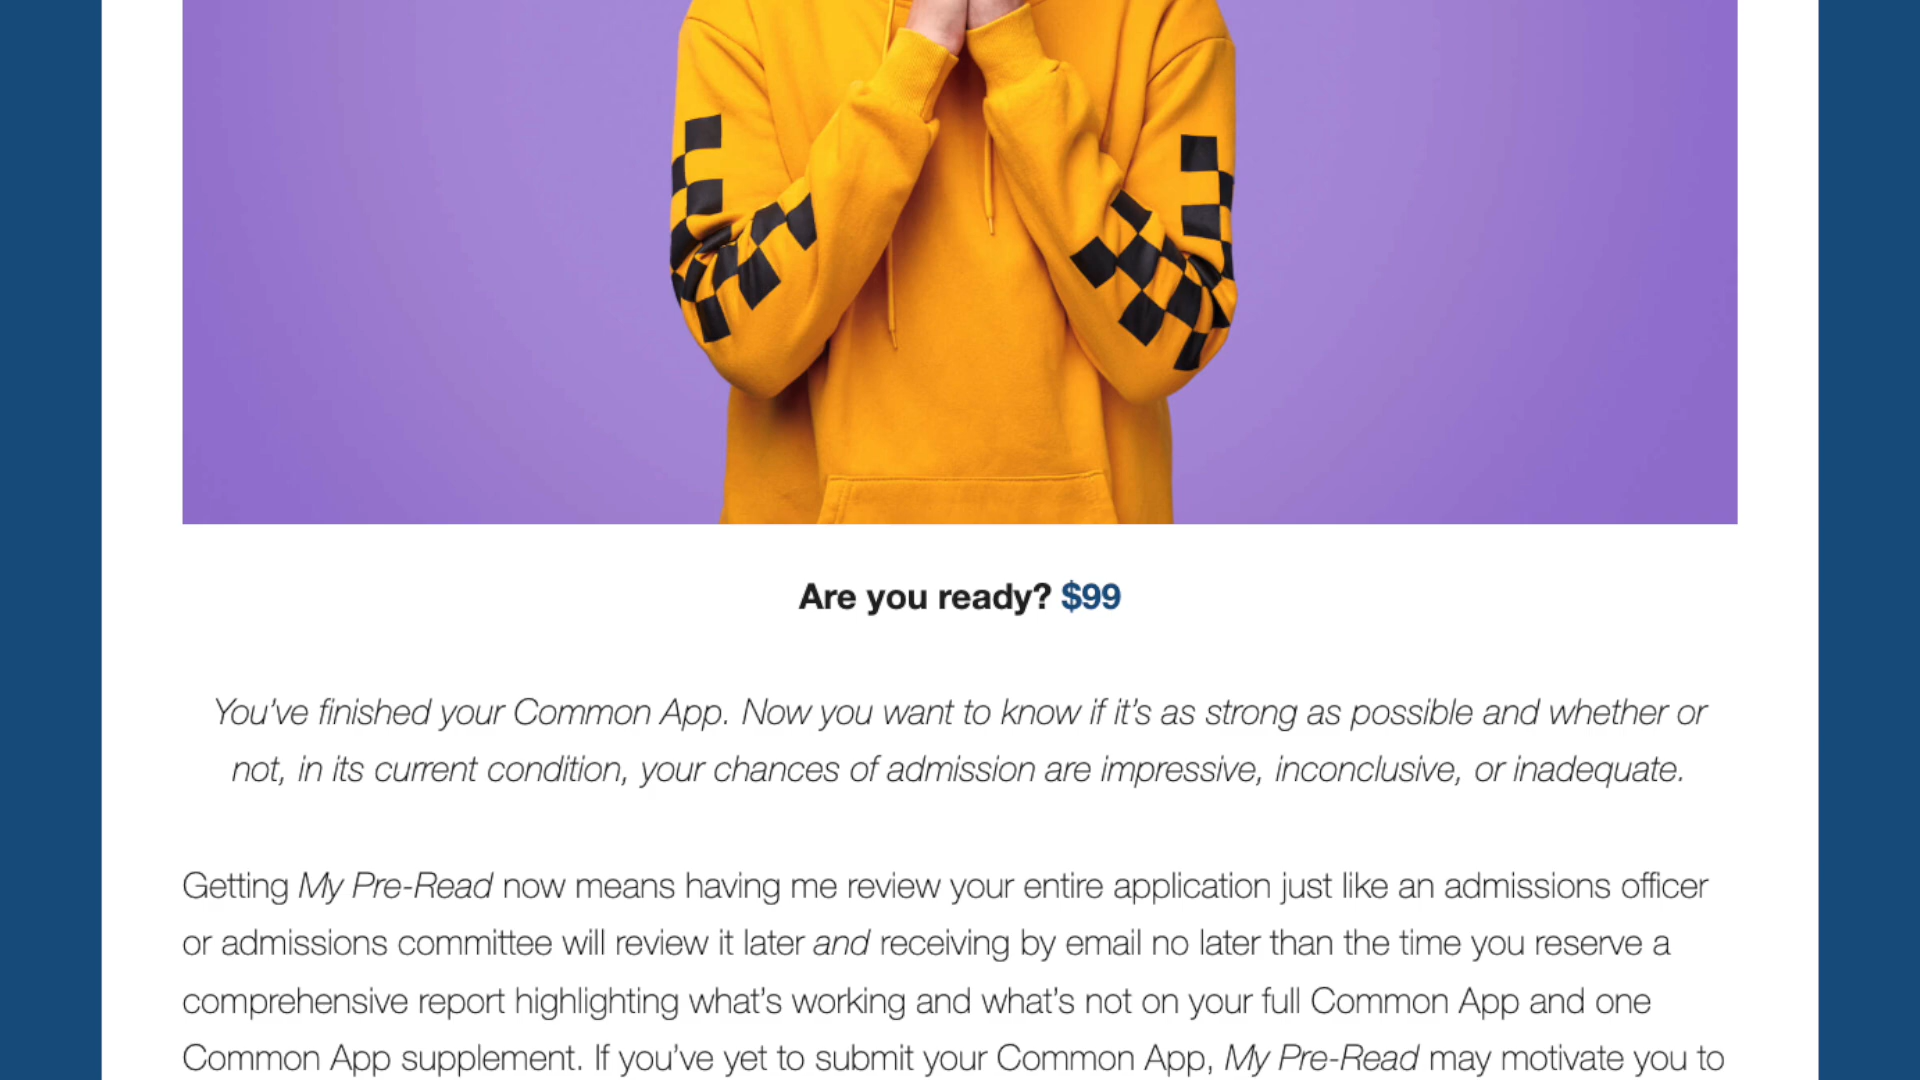 Are you ready? $99
You’ve finished your Common App. Now you want to know if it’s as strong as possible and whether or
not, in its current condition, your chances of admission are impressive, inconclusive, or inadequate.
Getting My Pre-Read now means having me review your entire application just like an admissions officer
or admissions committee will review it later and receiving by email no later than the time you reserve a
comprehensive report highlighting what’s working and what’s not on your full Common App and one
Common App supplement. If you’ve yet to submit your Common App, My Pre-Read may motivate you to